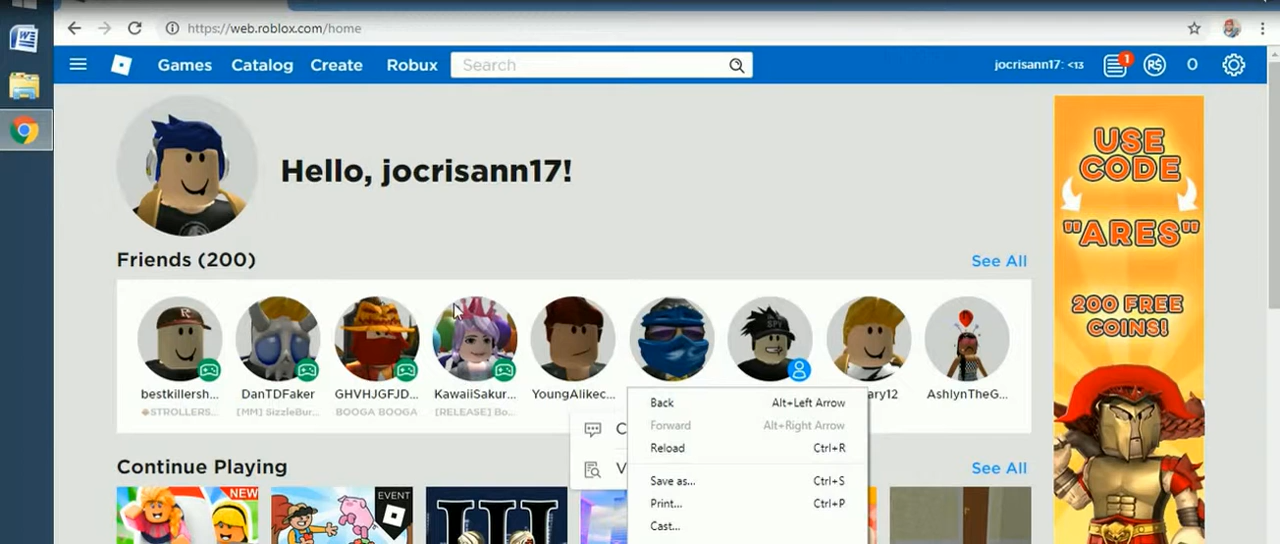 https://web.roblox.com/home
Games Catalog Create Robux Search jocrisann17: <13 1 R$ 0
Hello, jocrisann17!
Friends (200) See All
bestkillersh... DanTDFaker GHVHJGFJD... KawaiiSakur... YoungAlikec... ary12 AshlynTheG...
STROLLERS... [MM] SizzleBur... BOOGA BOOGA [RELEASE] Bo...
C
V
Back Alt+Left Arrow
Forward Alt+Right Arrow
Reload Ctrl+R
Save as... Ctrl+S
Print... Ctrl+P
Cast...
Continue Playing See All
NEW
EVENT
SPY
USE
CODE
"ARES"
200 FREE
COINS!